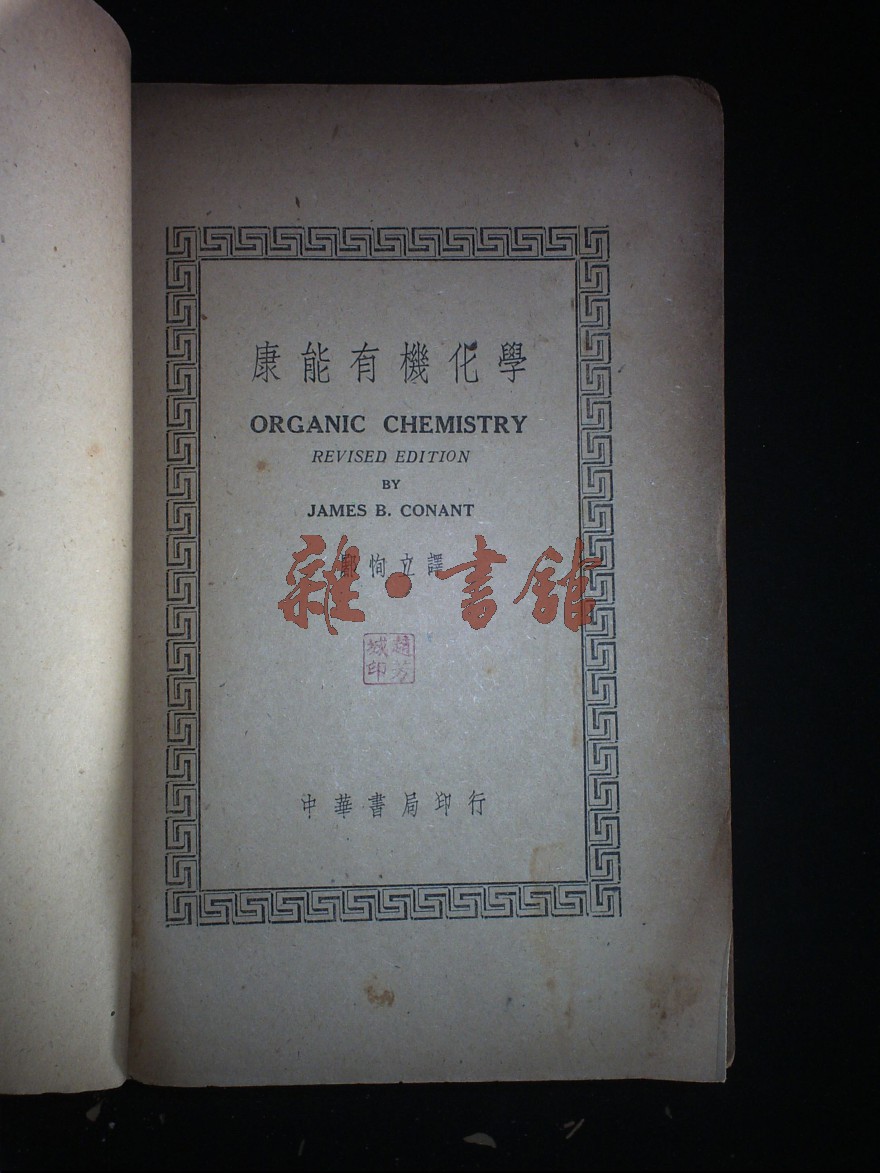 康能有機化學
ORGANIC CHEMISTRY
REVISED EDITION
BY
JAMES B. CONANT
恂立譯
雜·書館
趙芳城印
中華書局印行